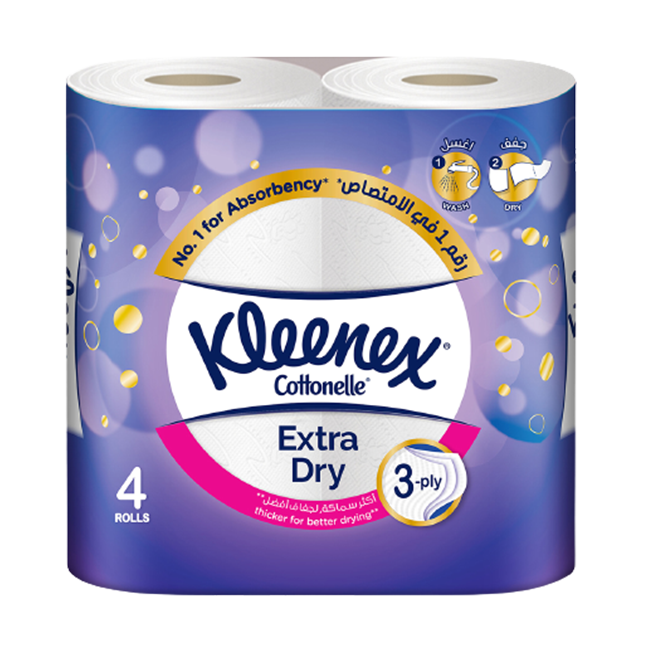 اغسل
1
WASH
جفف
2
DRY
No. 1 for Absorbency*
رقم 1 في الامتصاص*
Kleenex®
Cottonelle®
Extra
Dry
3-ply
4
ROLLS
أكثر سماكة، لجفاف أفضل**
thicker for better drying**